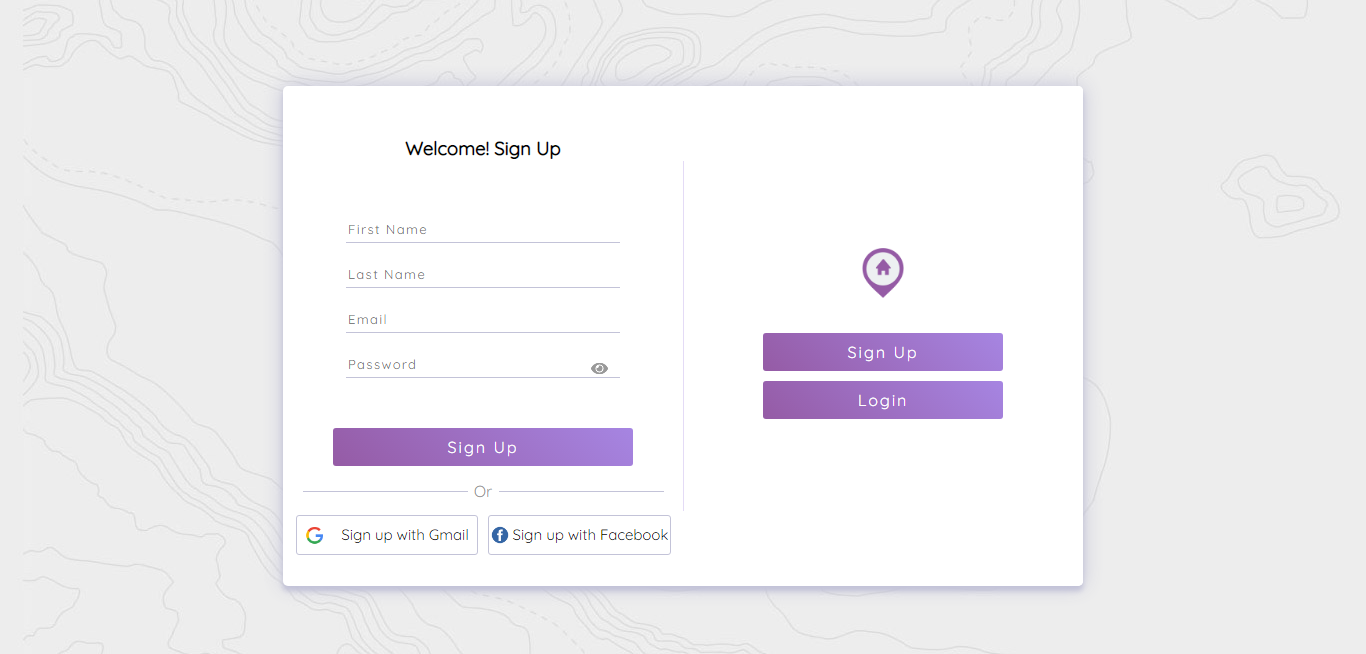 Welcome! Sign Up
First Name
Last Name
Email
Password
Sign Up
Or
Sign up with Gmail
Sign up with Facebook
Sign Up
Login